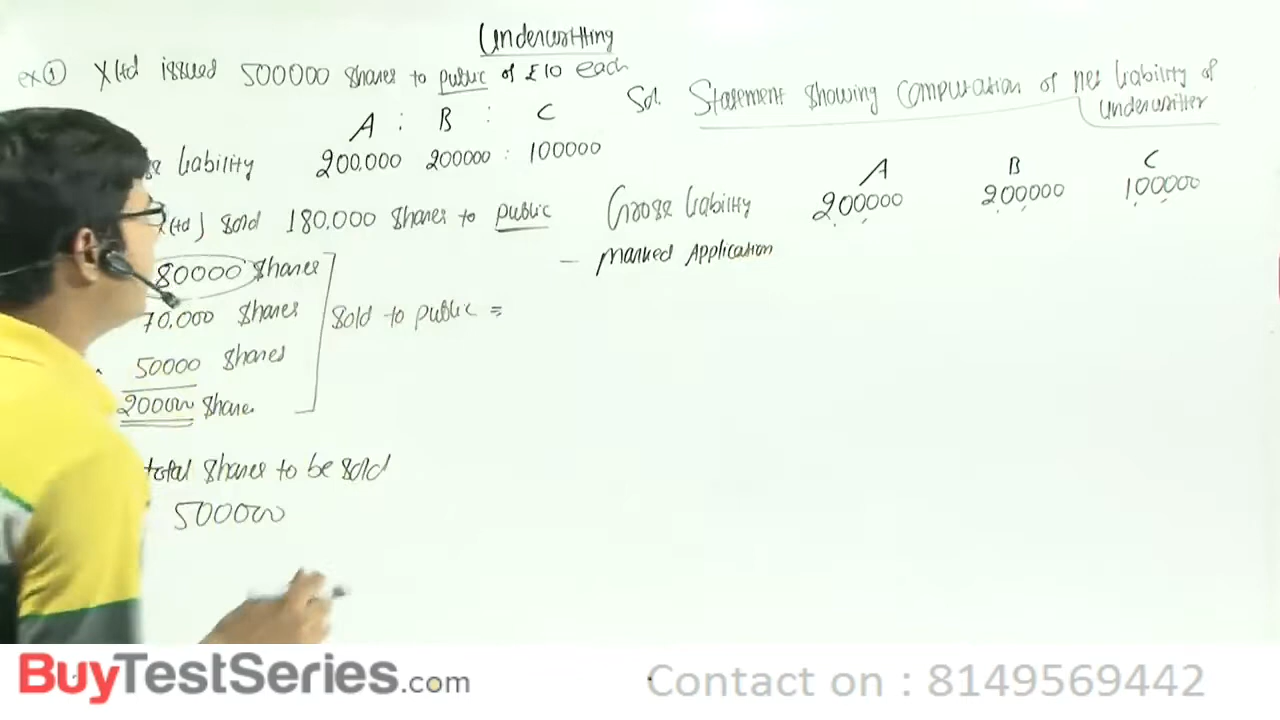 Underwriting
ex ① X ltd issued 500000 shares to public of £10 each
A : B : C
liability 200,000 200000 : 100000
ltd) sold 180,000 shares to public
80000 shares
70,000 shares
50000 shares
200000 share
sold to public =
total shares to be sold
500000
Sol. Statement showing computation of net liability of underwriter
A B C
Gross liability 200000 200000 100000
- marked Application
BuyTestSeries.com
Contact on : 8149569442